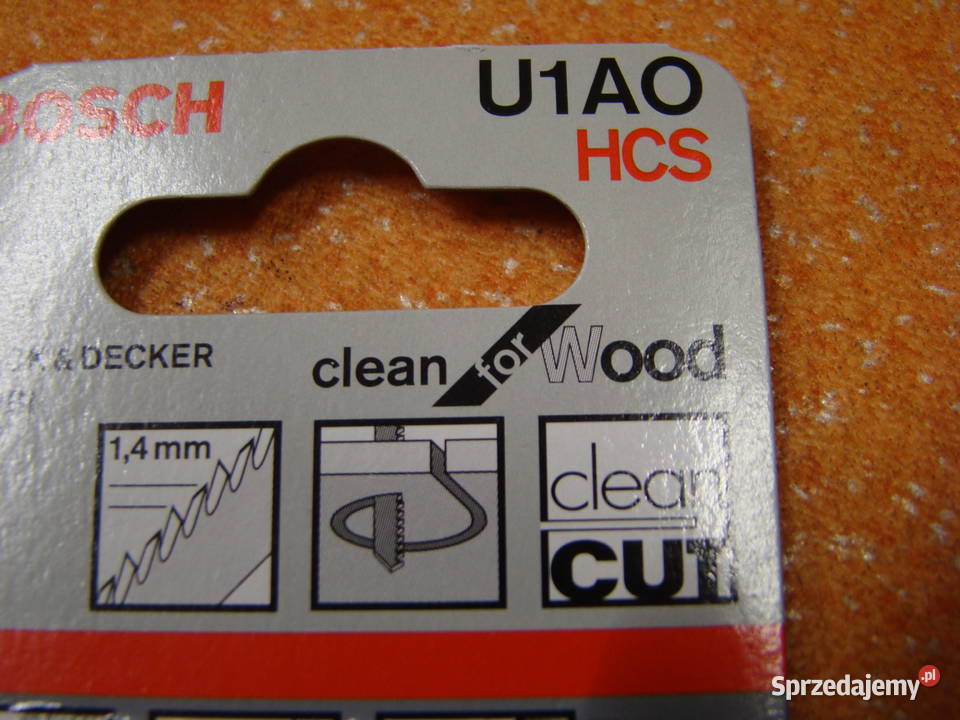 BOSCH
U1AO
HCS
& DECKER
clean for Wood
1,4 mm
clean
CUT
Sprzedajemy.pl